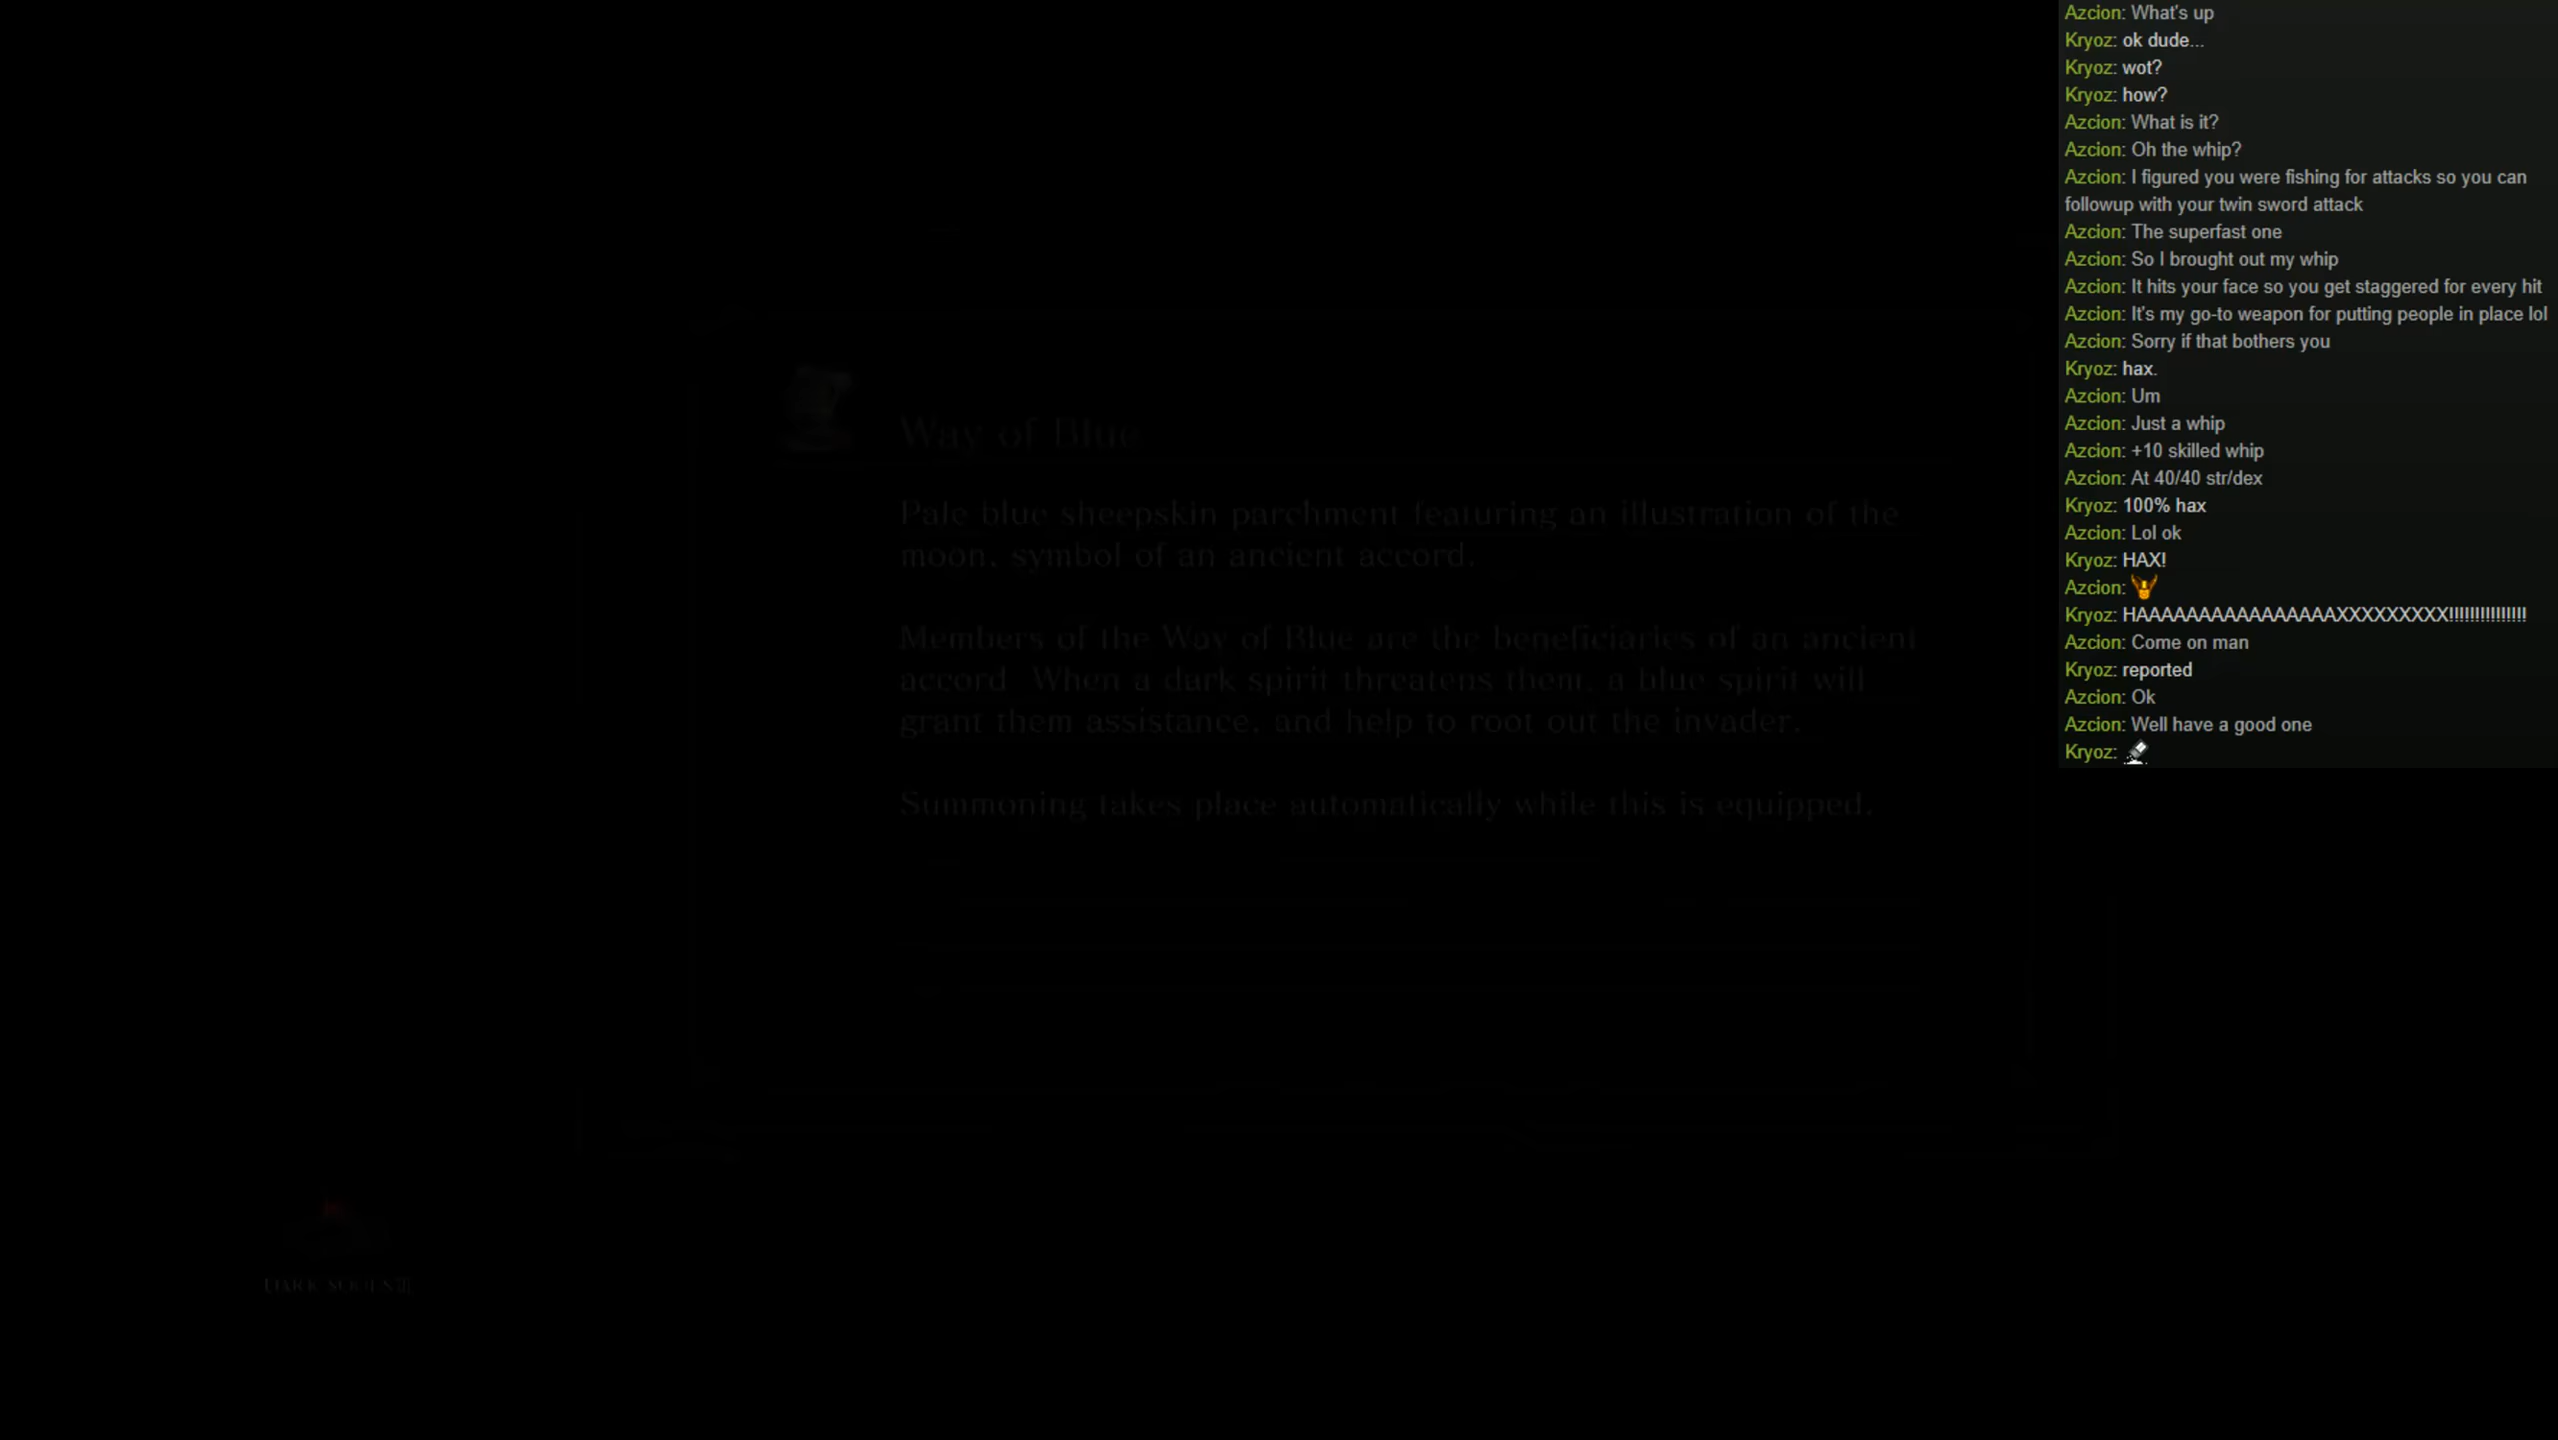 Azcion: What's up
Kryoz: ok dude...
Kryoz: wot?
Kryoz: how?
Azcion: What is it?
Azcion: Oh the whip?
Azcion: I figured you were fishing for attacks so you can
followup with your twin sword attack
Azcion: The superfast one
Azcion: So I brought out my whip
Azcion: It hits your face so you get staggered for every hit
Azcion: It's my go-to weapon for putting people in place lol
Azcion: Sorry if that bothers you
Kryoz: hax.
Azcion: Um
Azcion: Just a whip
Azcion: +10 skilled whip
Azcion: At 40/40 str/dex
Kryoz: 100% hax
Azcion: Lol ok
Kryoz: HAX!
Azcion:
Kryoz: HAAAAAAAAAAAAAAAAXXXXXXXXX!!!!!!!!!!!!!!!
Azcion: Come on man
Kryoz: reported
Azcion: Ok
Azcion: Well have a good one
Kryoz:
Way of Blue
Pale blue sheepskin parchment featuring an illustration of the
moon, symbol of an ancient accord.
Members of the Way of Blue are the beneficiaries of an ancient
accord. When a dark spirit threatens them, a blue spirit will
grant them assistance, and help to root out the invader.
Summoning takes place automatically while this is equipped.
DARK SOULS III